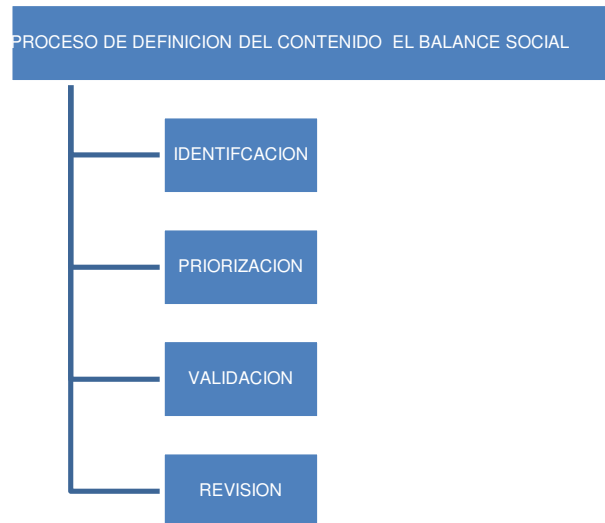 PROCESO DE DEFINICION DEL CONTENIDO EL BALANCE SOCIAL
IDENTIFCACION
PRIORIZACION
VALIDACION
REVISION